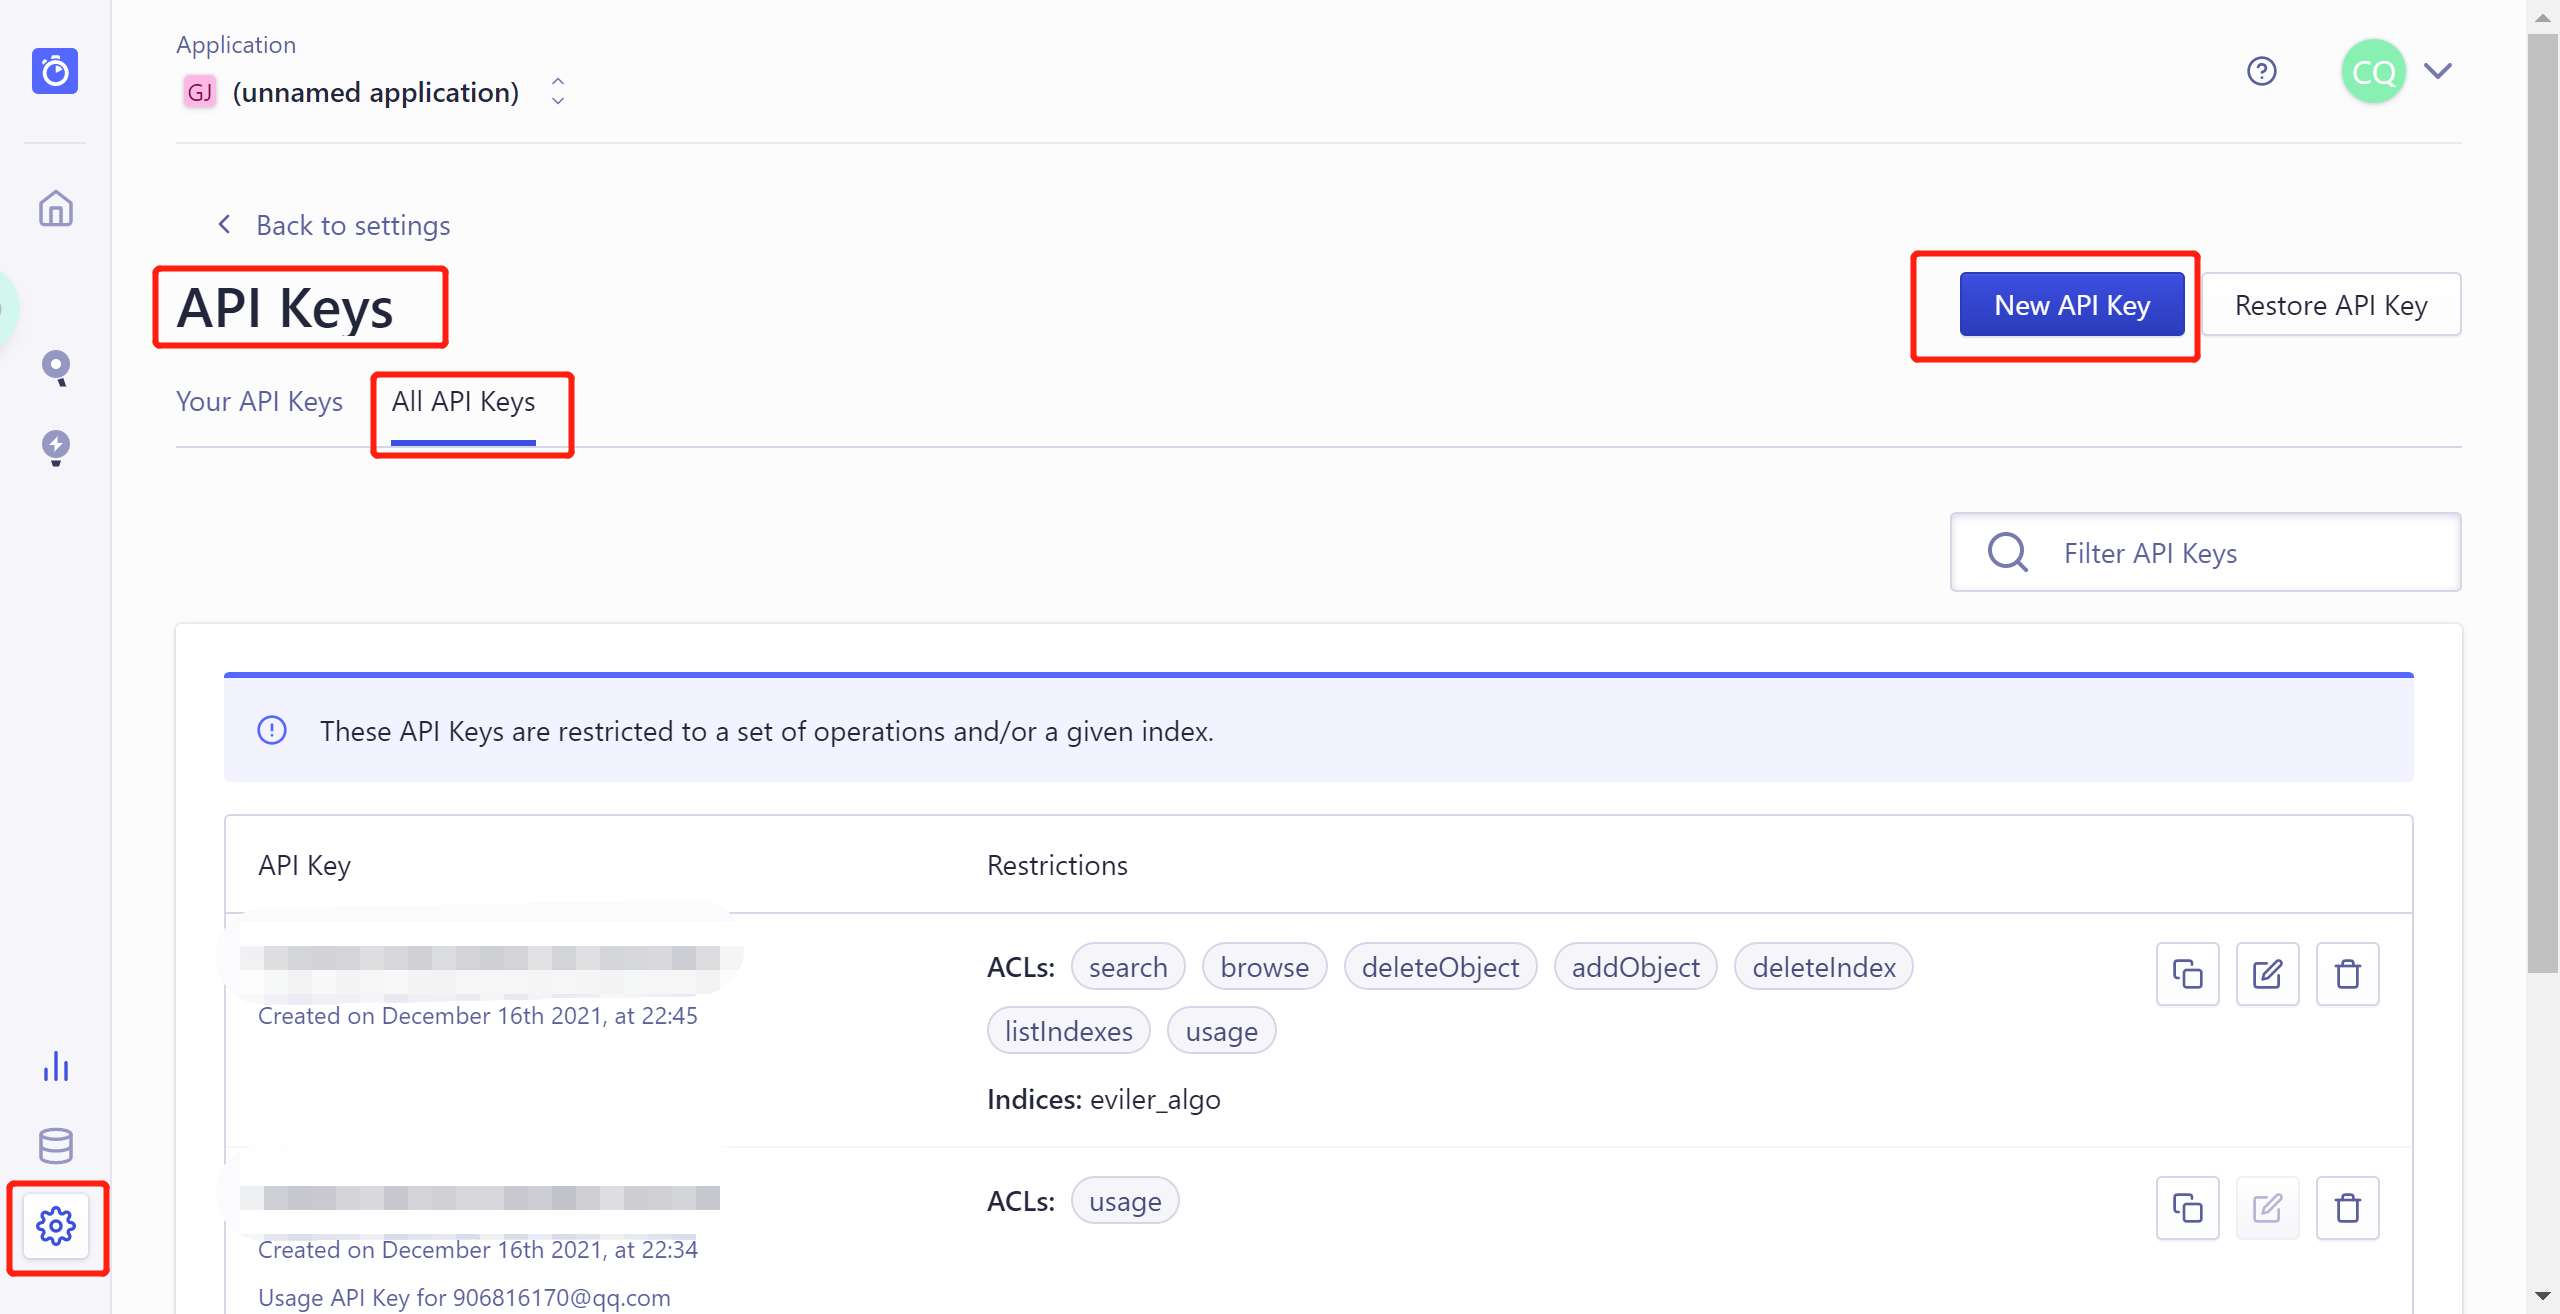 Application
GJ (unnamed application)
CQ
Back to settings
API Keys
New API Key
Restore API Key
Your API Keys
All API Keys
Filter API Keys
These API Keys are restricted to a set of operations and/or a given index.
API Key
Restrictions
ACLs: search browse deleteObject addObject deleteIndex
listIndexes usage
Created on December 16th 2021, at 22:45
Indices: eviler_algo
ACLs: usage
Created on December 16th 2021, at 22:34
Usage API Key for 906816170@qq.com